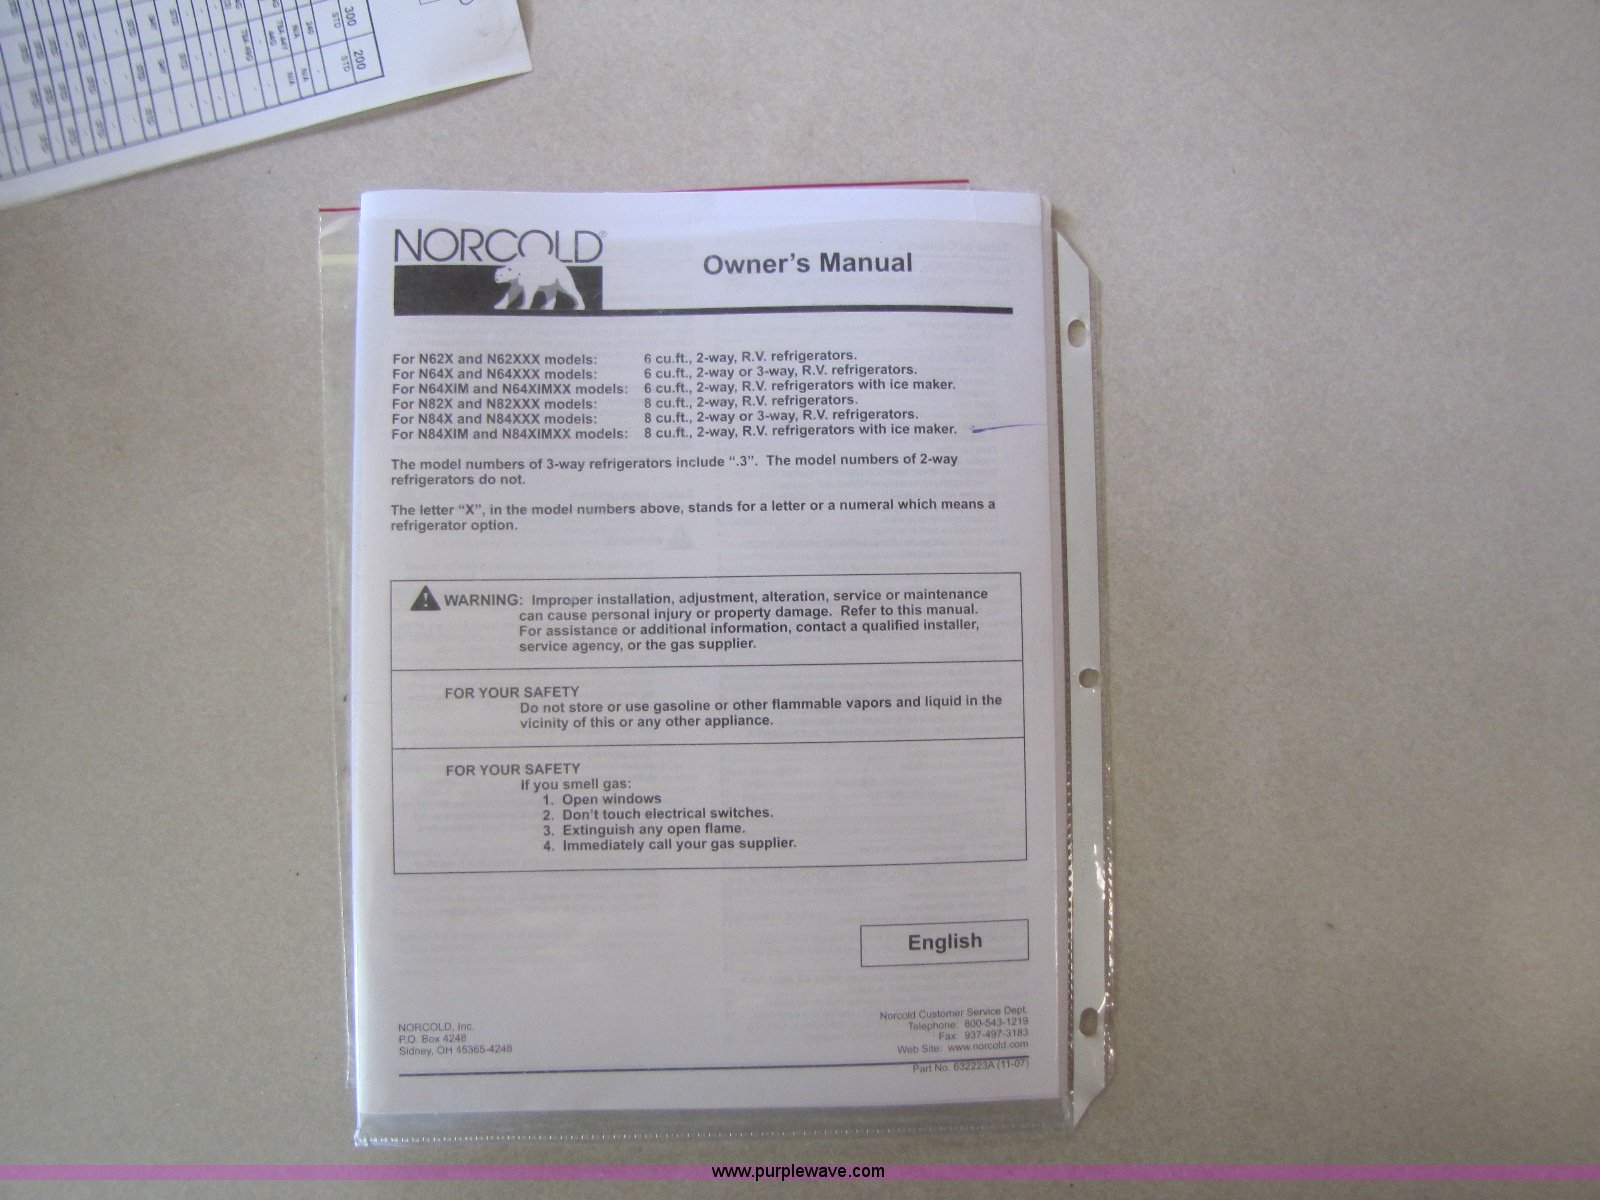 300
STD
200
STD
240
N/A
N/A
N/A
NORCOLD®
Owner's Manual
For N62X and N62XXX models: 6 cu.ft., 2-way, R.V. refrigerators.
For N64X and N64XXX models: 6 cu.ft., 2-way or 3-way, R.V. refrigerators.
For N64XIM and N64XIMXX models: 6 cu.ft., 2-way, R.V. refrigerators with ice maker.
For N82X and N82XXX models: 8 cu.ft., 2-way, R.V. refrigerators.
For N84X and N84XXX models: 8 cu.ft., 2-way or 3-way, R.V. refrigerators.
For N84XIM and N84XIMXX models: 8 cu.ft., 2-way, R.V. refrigerators with ice maker.
The model numbers of 3-way refrigerators include “.3”. The model numbers of 2-way
refrigerators do not.
The letter “X”, in the model numbers above, stands for a letter or a numeral which means a
refrigerator option.
WARNING: Improper installation, adjustment, alteration, service or maintenance
can cause personal injury or property damage. Refer to this manual.
For assistance or additional information, contact a qualified installer,
service agency, or the gas supplier.
FOR YOUR SAFETY
Do not store or use gasoline or other flammable vapors and liquid in the
vicinity of this or any other appliance.
FOR YOUR SAFETY
If you smell gas:
1. Open windows
2. Don't touch electrical switches.
3. Extinguish any open flame.
4. Immediately call your gas supplier.
English
NORCOLD, Inc.
P.O. Box 4248
Sidney, OH 45365-4248
Norcold Customer Service Dept.
Telephone: 800-543-1219
Fax: 937-497-3183
Web Site: www.norcold.com
Part No. 632223A (11-07)
www.purplewave.com